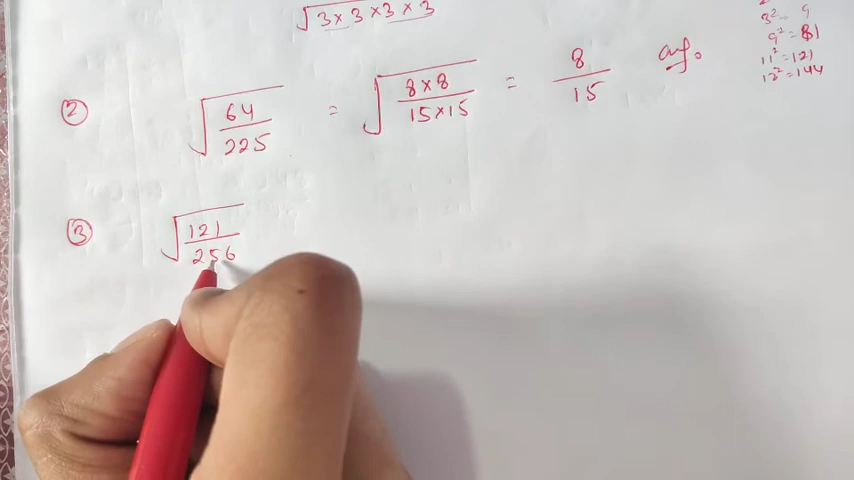 √3×3×3×3
3² = 9
9² = 81
11² = 121
12² = 144
② √64/225 = √8×8/15×15 = 8/15 ans.
③ √121/256